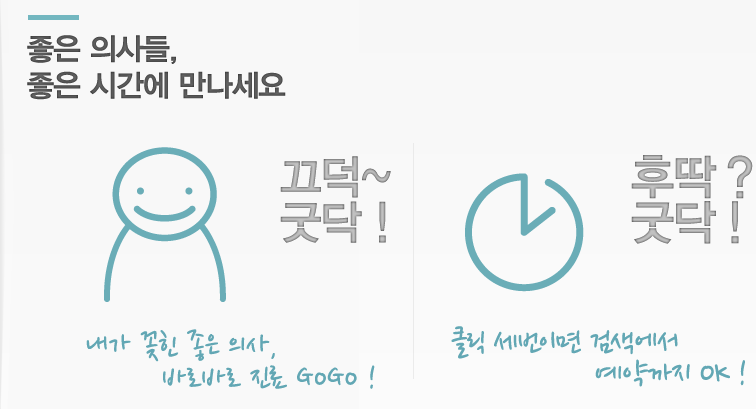 좋은 의사들,
좋은 시간에 만나세요
끄덕~
굿닥!
후딱?
굿닥!
내가 꽂힌 좋은 의사,
바로바로 진료 GOGO !
클릭 세번이면 검색에서
예약까지 OK !